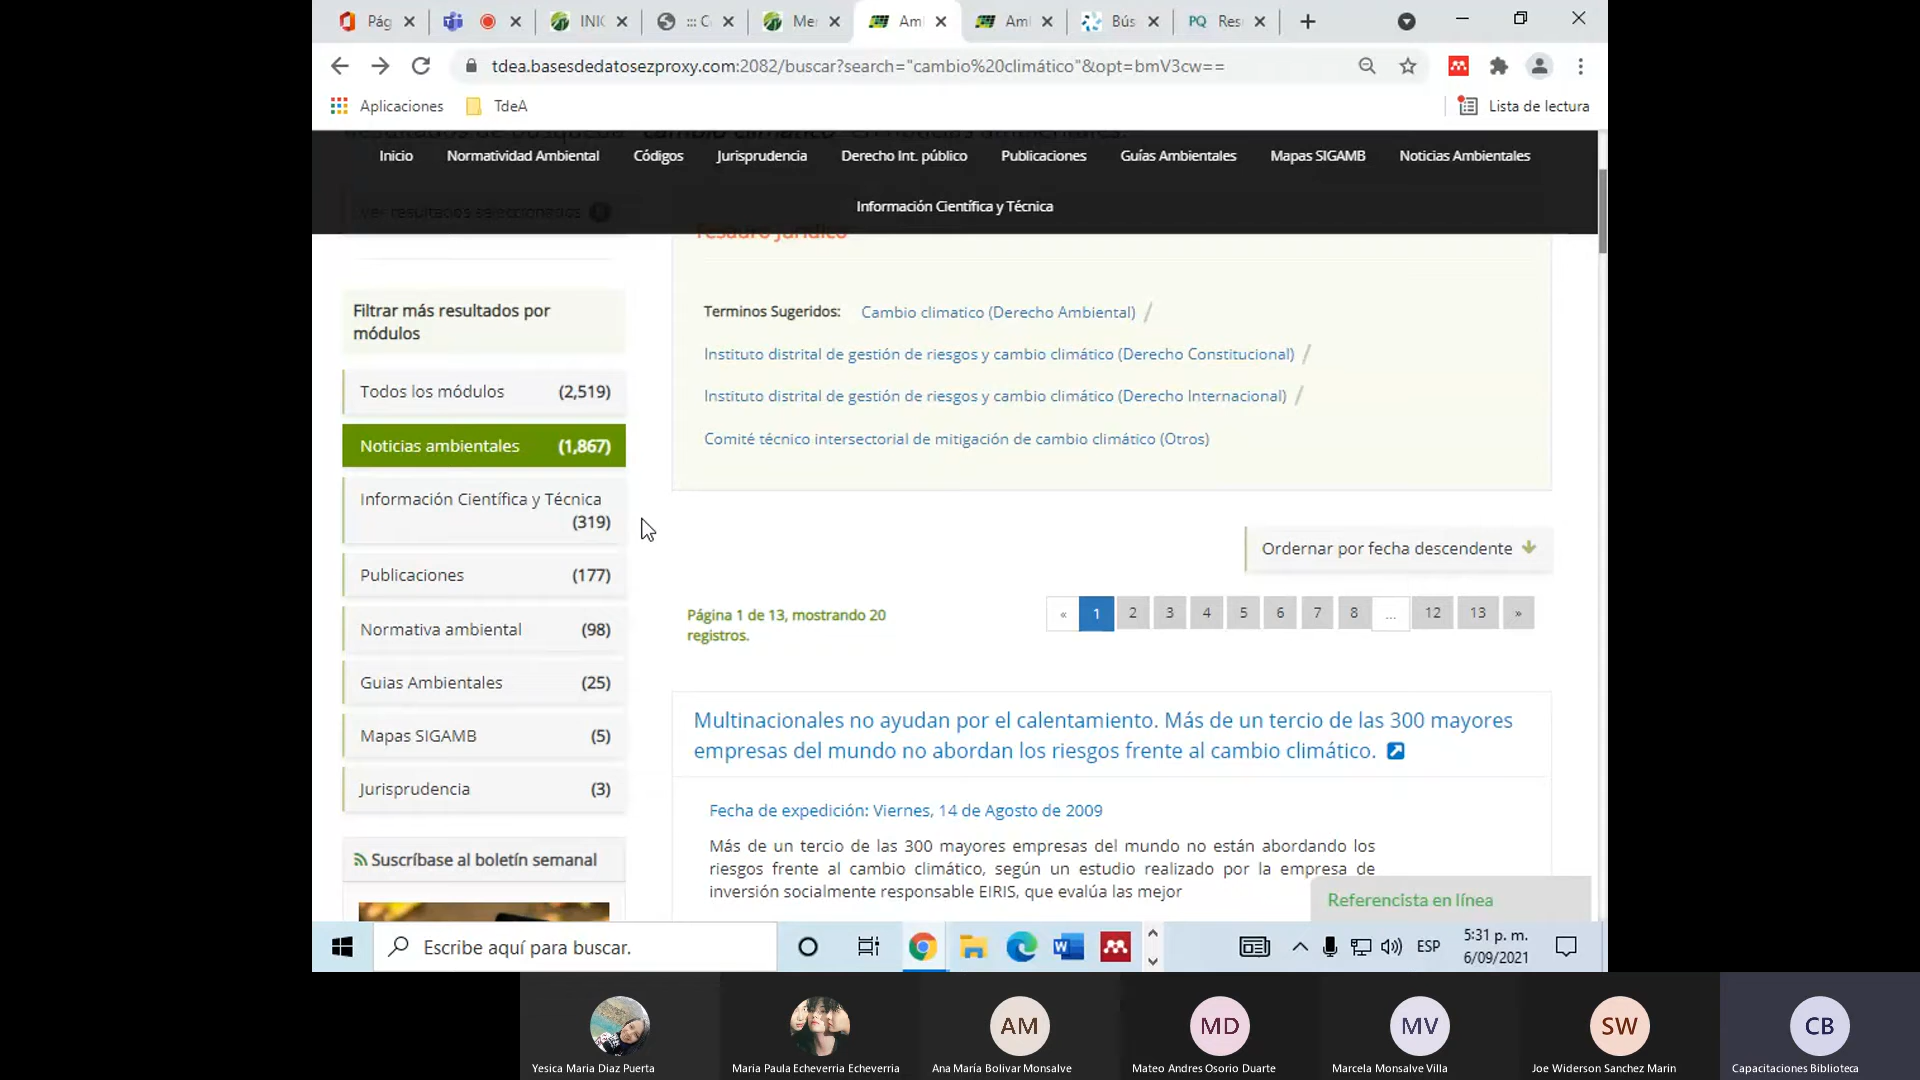 Pág
INIC
::: C
Me
Am
Am
Bús
PQ Res
tdea.basesdedatosezproxy.com:2082/buscar?search="cambio%20climático"&opt=bmV3cw==
Aplicaciones
TdeA
Lista de lectura
Inicio
Normatividad Ambiental
Códigos
Jurisprudencia
Derecho Int. público
Publicaciones
Guías Ambientales
Mapas SIGAMB
Noticias Ambientales
Información Científica y Técnica
Ver resultados seleccionados
Tesauro Jurídico
Filtrar más resultados por
módulos
Todos los módulos (2,519)
Noticias ambientales (1,867)
Información Científica y Técnica
(319)
Publicaciones (177)
Normativa ambiental (98)
Guias Ambientales (25)
Mapas SIGAMB (5)
Jurisprudencia (3)
Suscríbase al boletín semanal
Terminos Sugeridos: Cambio climatico (Derecho Ambiental) /
Instituto distrital de gestión de riesgos y cambio climático (Derecho Constitucional) /
Instituto distrital de gestión de riesgos y cambio climático (Derecho Internacional) /
Comité técnico intersectorial de mitigación de cambio climático (Otros)
Ordernar por fecha descendente
Página 1 de 13, mostrando 20
registros.
« 1 2 3 4 5 6 7 8 ... 12 13 »
Multinacionales no ayudan por el calentamiento. Más de un tercio de las 300 mayores
empresas del mundo no abordan los riesgos frente al cambio climático.
Fecha de expedición: Viernes, 14 de Agosto de 2009
Más de un tercio de las 300 mayores empresas del mundo no están abordando los
riesgos frente al cambio climático, según un estudio realizado por la empresa de
inversión socialmente responsable EIRIS, que evalúa las mejor
Referencista en línea
Escribe aquí para buscar.
ESP
5:31 p. m.
6/09/2021
AM
MD
MV
SW
CB
Yesica Maria Diaz Puerta
Maria Paula Echeverria Echeverria
Ana María Bolivar Monsalve
Mateo Andres Osorio Duarte
Marcela Monsalve Villa
Joe Widerson Sanchez Marin
Capacitaciones Biblioteca